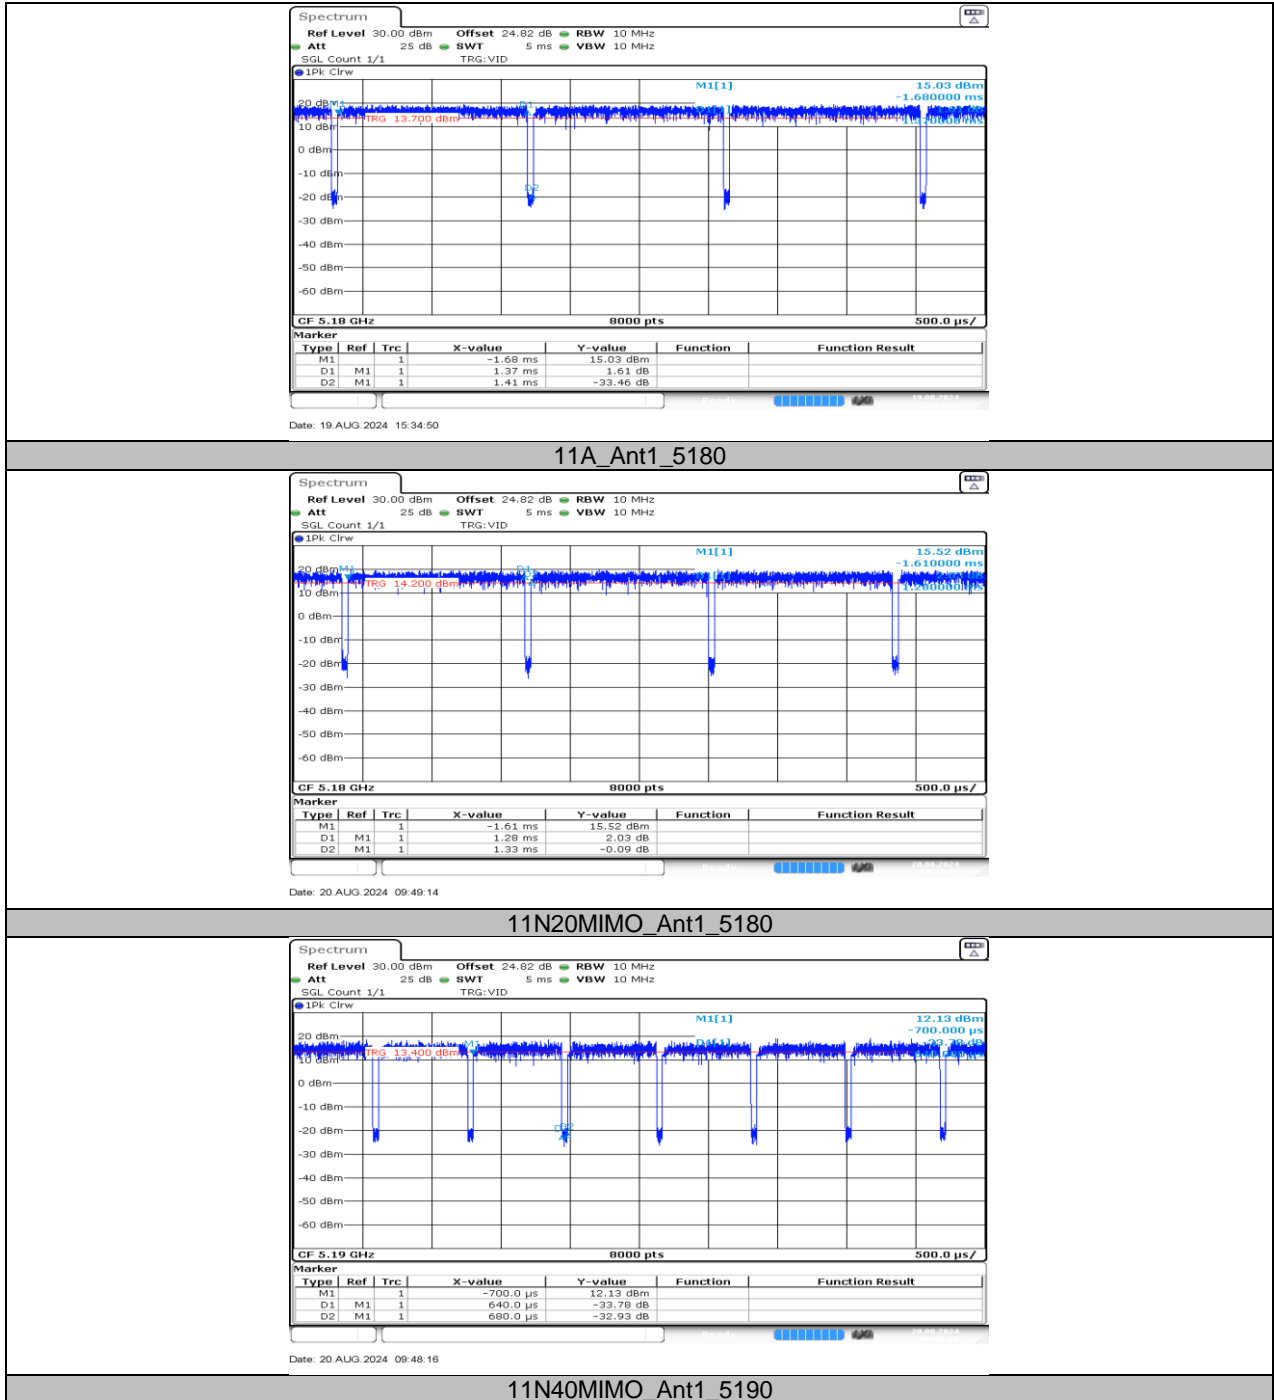 Spectrum
Ref Level 30.00 dBm Offset 24.82 dB RBW 10 MHz
Att 25 dB SWT 5 ms VBW 10 MHz
SGL Count 1/1 TRG:VID
1Pk Clrw
M1[1] 15.03 dBm
-1.680000 ms
20 dBm
M1
D1
TRG 13.700 dBm
10 dBm
0 dBm
-10 dBm
D2
-20 dBm
-30 dBm
-40 dBm
-50 dBm
-60 dBm
CF 5.18 GHz 8000 pts 500.0 µs/
Marker
Type Ref Trc X-value Y-value Function Function Result
M1 1 -1.68 ms 15.03 dBm
D1 M1 1 1.37 ms 1.61 dB
D2 M1 1 1.41 ms -33.46 dB
19.08.2024
Date: 19.AUG.2024 15:34:50
11A_Ant1_5180
Spectrum
Ref Level 30.00 dBm Offset 24.82 dB RBW 10 MHz
Att 25 dB SWT 5 ms VBW 10 MHz
SGL Count 1/1 TRG:VID
1Pk Clrw
M1[1] 15.52 dBm
-1.610000 ms
20 dBm
M1
D1
TRG 14.200 dBm
1.280000 ms
10 dBm
0 dBm
-10 dBm
-20 dBm
-30 dBm
-40 dBm
-50 dBm
-60 dBm
CF 5.18 GHz 8000 pts 500.0 µs/
Marker
Type Ref Trc X-value Y-value Function Function Result
M1 1 -1.61 ms 15.52 dBm
D1 M1 1 1.28 ms 2.03 dB
D2 M1 1 1.33 ms -0.09 dB
Date: 20.AUG.2024 09:49:14
11N20MIMO_Ant1_5180
Spectrum
Ref Level 30.00 dBm Offset 24.82 dB RBW 10 MHz
Att 25 dB SWT 5 ms VBW 10 MHz
SGL Count 1/1 TRG:VID
1Pk Clrw
M1[1] 12.13 dBm
-700.000 µs
20 dBm
M1
TRG 13.400 dBm
10 dBm
0 dBm
-10 dBm
-20 dBm
D2
-30 dBm
-40 dBm
-50 dBm
-60 dBm
CF 5.19 GHz 8000 pts 500.0 µs/
Marker
Type Ref Trc X-value Y-value Function Function Result
M1 1 -700.0 µs 12.13 dBm
D1 M1 1 640.0 µs -33.78 dB
D2 M1 1 680.0 µs -32.93 dB
Date: 20.AUG.2024 09:48:16
11N40MIMO_Ant1_5190